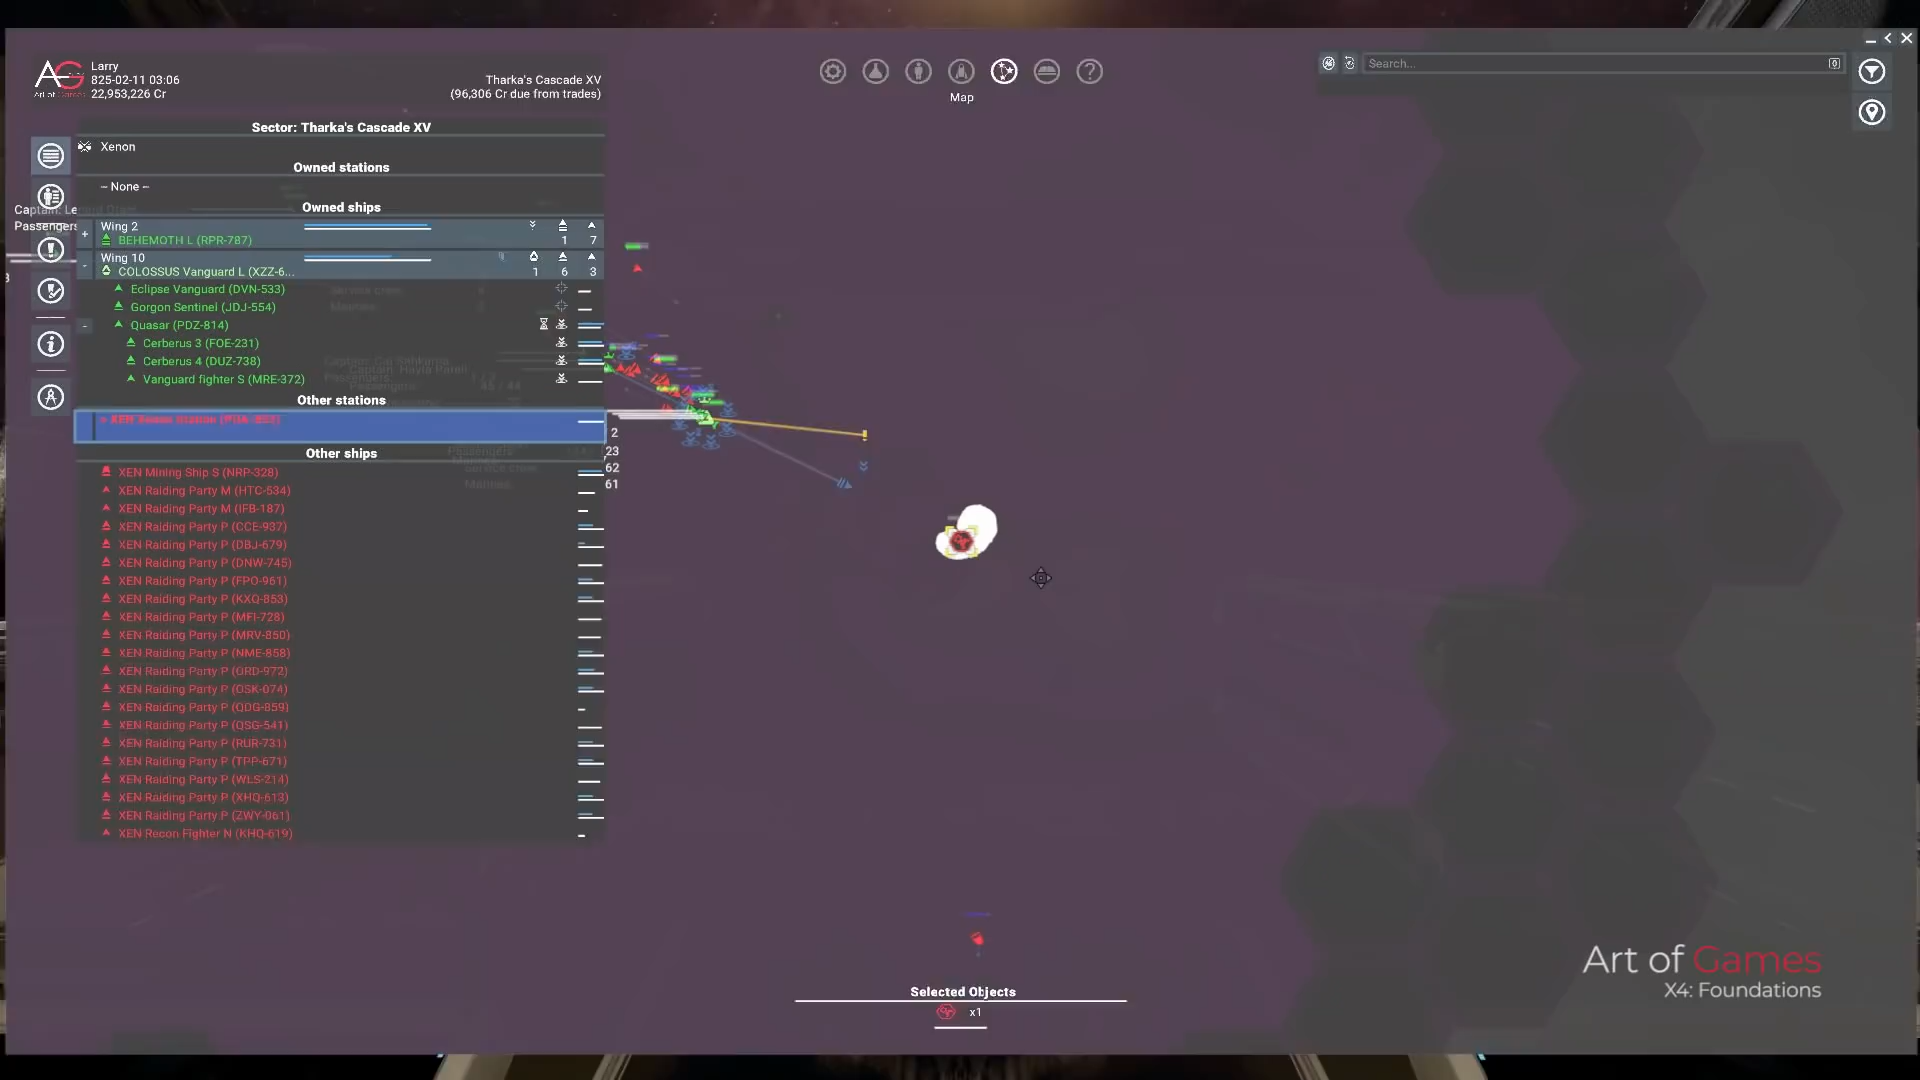 Larry
825-02-11 03:06
22,953,226 Cr
Tharka's Cascade XV
(96,306 Cr due from trades)
Map
Search...
Sector: Tharka's Cascade XV
Xenon
Owned stations
-- None --
Owned ships
Wing 2
BEHEMOTH L (RPR-787)
1 7
Wing 10
COLOSSUS Vanguard L (XZZ-6...
1 6 3
Eclipse Vanguard (DVN-533)
Gorgon Sentinel (JDJ-554)
Quasar (PDZ-814)
Cerberus 3 (FOE-231)
Cerberus 4 (DUZ-738)
Vanguard fighter S (MRE-372)
Other stations
2
Other ships
23
62
61
XEN Mining Ship S (NRP-328)
XEN Raiding Party M (HTC-534)
XEN Raiding Party M (IFB-187)
XEN Raiding Party P (CCE-937)
XEN Raiding Party P (DBJ-679)
XEN Raiding Party P (DNW-745)
XEN Raiding Party P (FPO-961)
XEN Raiding Party P (KXQ-853)
XEN Raiding Party P (MFI-728)
XEN Raiding Party P (MRV-850)
XEN Raiding Party P (NME-858)
XEN Raiding Party P (ORD-972)
XEN Raiding Party P (OSK-074)
XEN Raiding Party P (QDG-859)
XEN Raiding Party P (QSG-541)
XEN Raiding Party P (RUR-731)
XEN Raiding Party P (TPP-671)
XEN Raiding Party P (WLS-214)
XEN Raiding Party P (XHQ-613)
XEN Raiding Party P (ZWY-061)
XEN Recon Fighter N (KHQ-619)
Selected Objects
x1
Art of Games
X4: Foundations